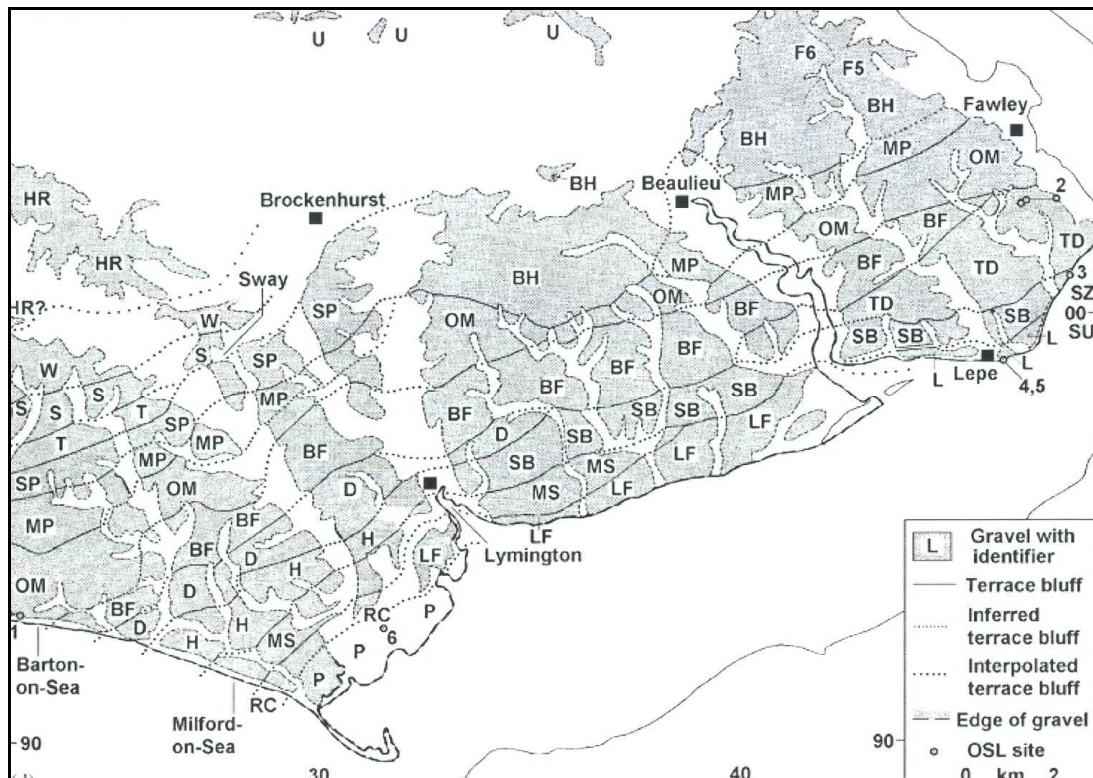 U U U
F6
F5
Fawley
BH
BH
MP
OM
BH
Beaulieu
HR
Brockenhurst
MP
2
OM
BF
TD
HR
BH
MP
BF
TD
3
Sway
SP
OM
BF
TD
SZ
00
SU
HR?
W
OM
SB
SB
SB
L
S
SP
BF
BF
L
Lepe
L
4,5
W
MP
BF
SB
S
S
T
SP
MP
BF
BF
SB
SB
LF
T
MP
D
SB
MS
LF
SP
OM
D
SB
MS
LF
MP
BF
BF
H
LF
Lymington
D
H
LF
OM
D
BF
D
H
H
MS
RC
6
P
P
P
1
Barton-
on-Sea
RC
Milford-
on-Sea
90
30
40
90
L Gravel with
identifier
Terrace bluff
Inferred
terrace bluff
Interpolated
terrace bluff
Edge of gravel
OSL site
0 km 2